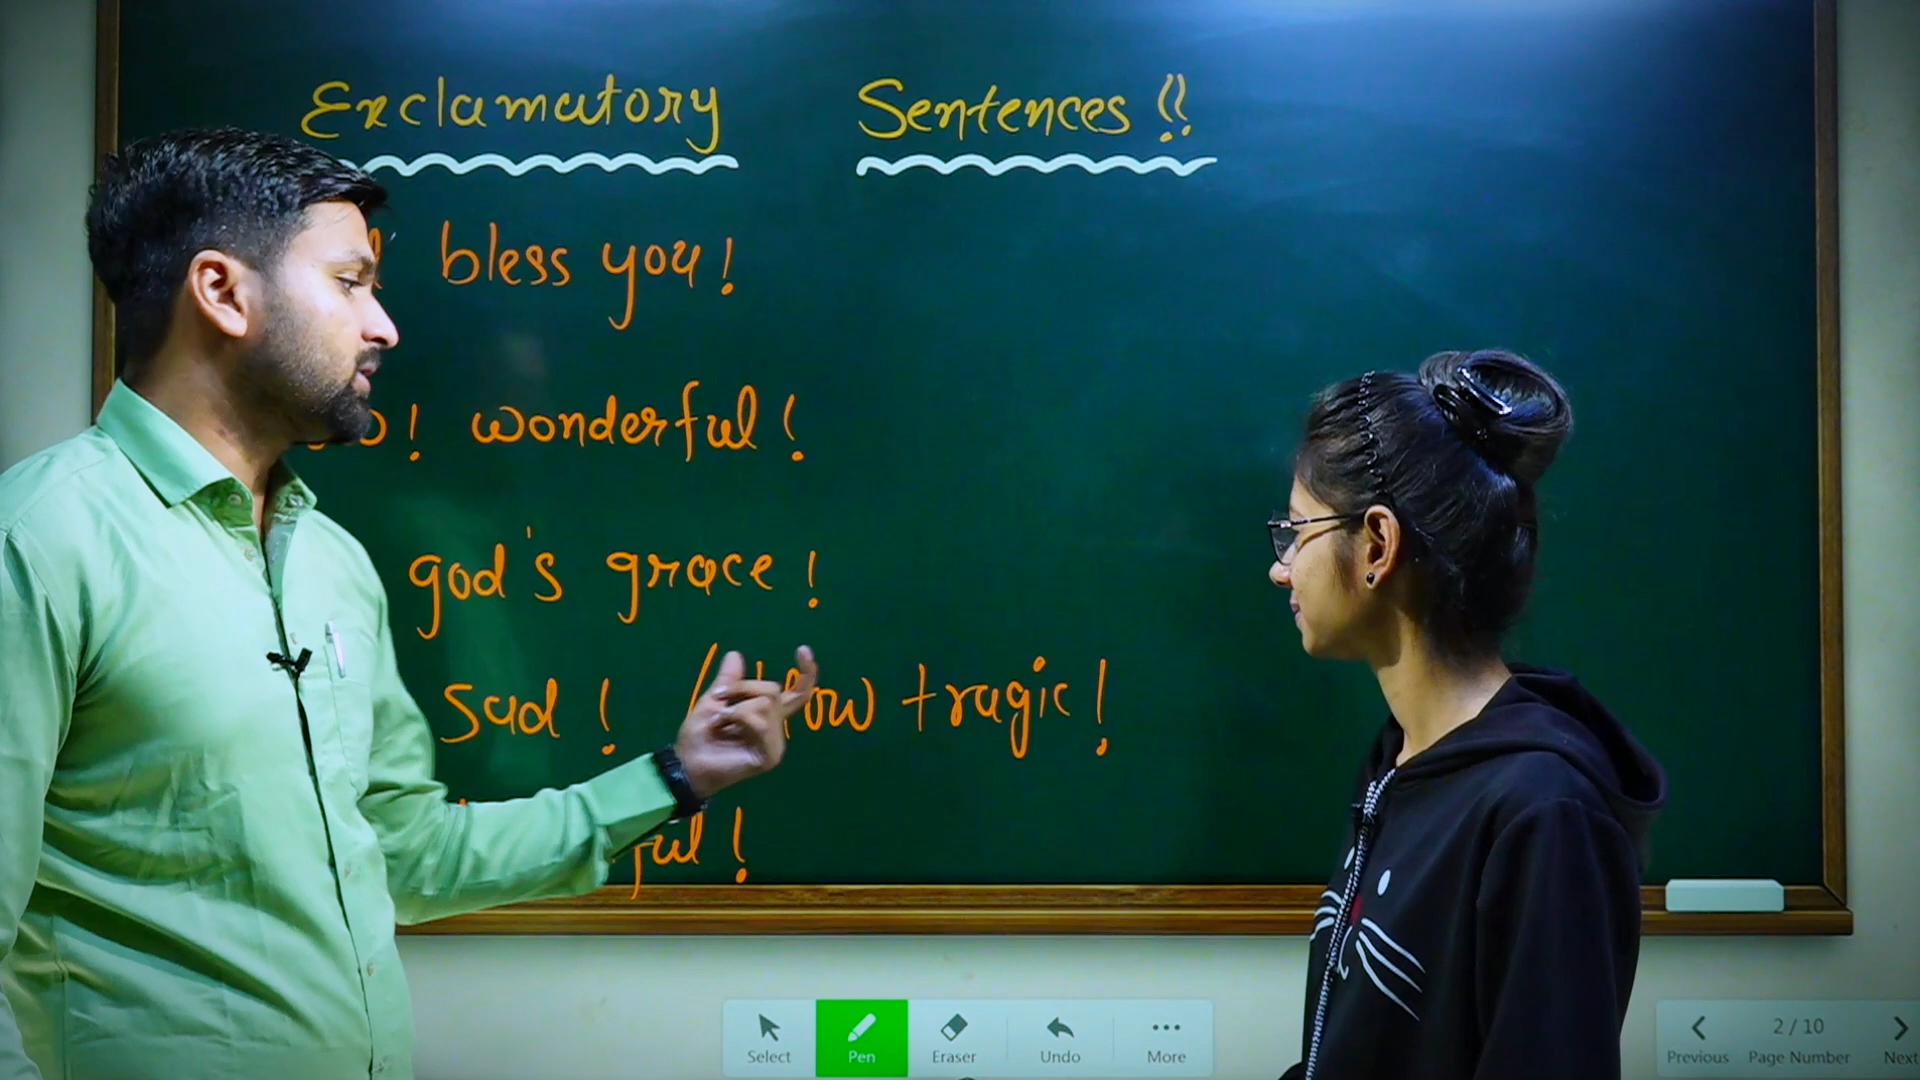 Exclamatory Sentences !!
bless you !
! wonderful !
god's grace !
sad ! / How tragic !
ful !
Select Pen Eraser Undo More
2 / 10
Previous Page Number Next